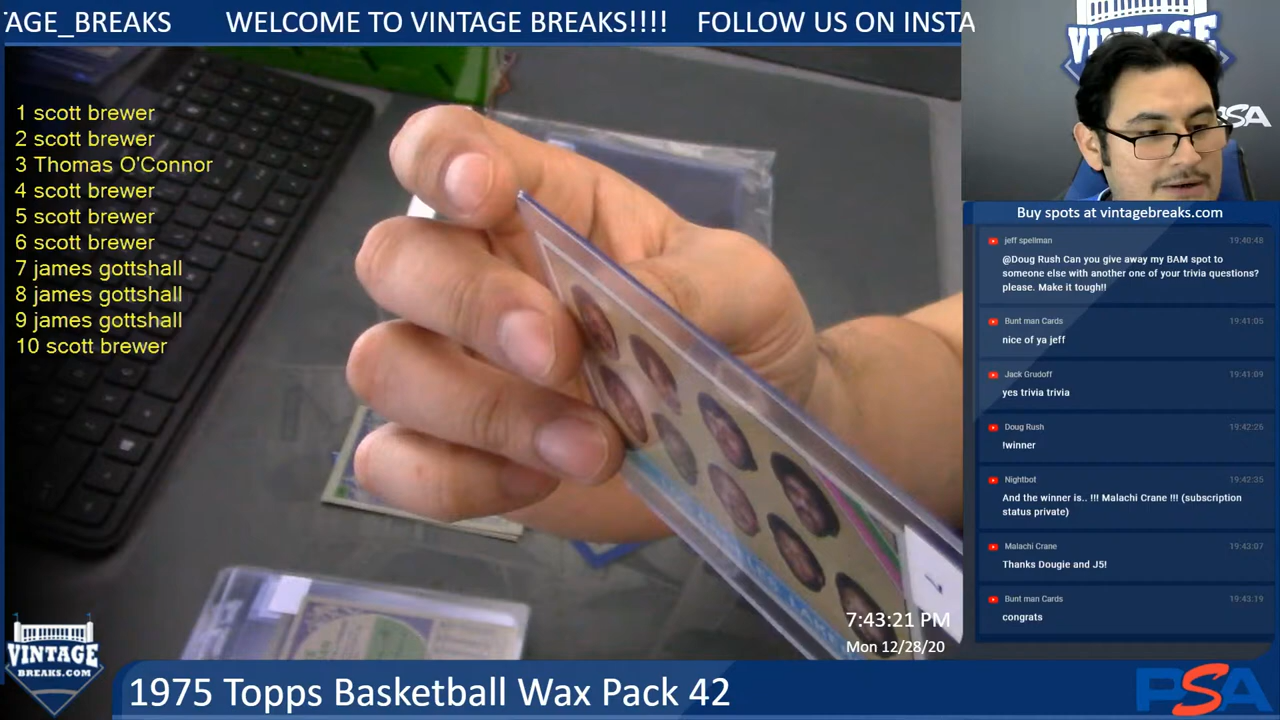 AGE_BREAKS WELCOME TO VINTAGE BREAKS!!!! FOLLOW US ON INSTA
1 scott brewer
2 scott brewer
3 Thomas O'Connor
4 scott brewer
5 scott brewer
6 scott brewer
7 james gottshall
8 james gottshall
9 james gottshall
10 scott brewer
VINTAGE
PSA
Buy spots at vintagebreaks.com
jeff spellman 19:40:48
@Doug Rush Can you give away my BAM spot to
someone else with another one of your trivia questions?
please. Make it tough!!
Bunt man Cards 19:41:05
nice of ya jeff
Jack Grudoff 19:41:09
yes trivia trivia
Doug Rush 19:42:26
!winner
Nightbot 19:42:35
And the winner is.. !!! Malachi Crane !!! (subscription
status private)
Malachi Crane 19:43:07
Thanks Dougie and J5!
Bunt man Cards 19:43:19
congrats
7:43:21 PM
Mon 12/28/20
VINTAGE
BREAKS.COM
1975 Topps Basketball Wax Pack 42
PSA